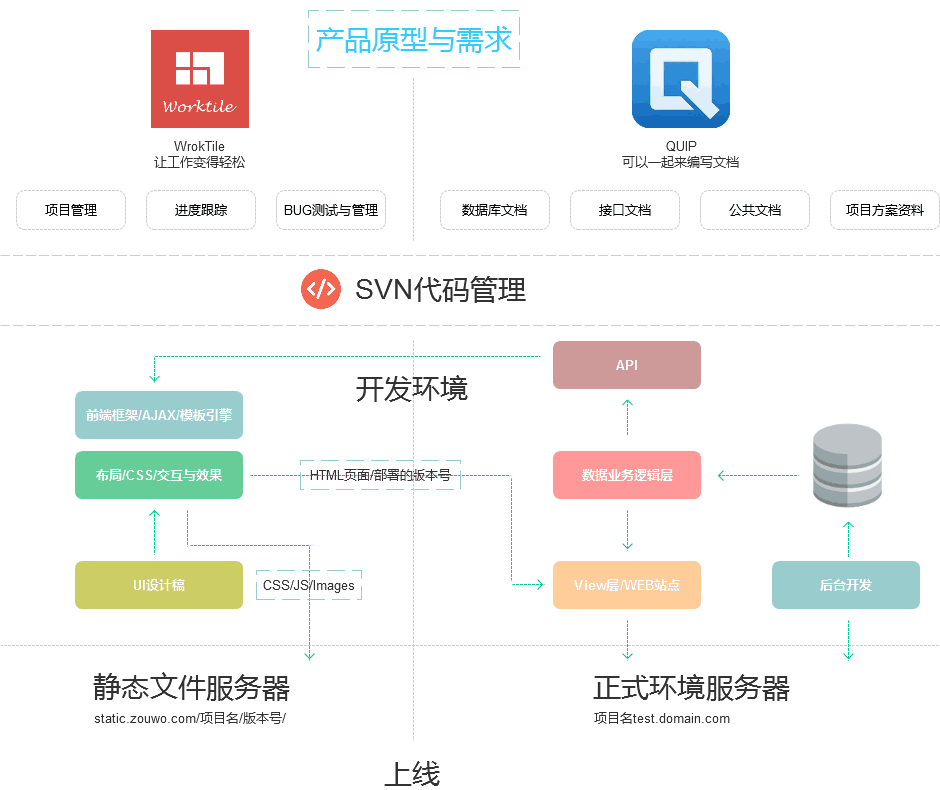 产品原型与需求
Worktile
WrokTile
让工作变得轻松
QUIP
可以一起来编写文档
项目管理
进度跟踪
BUG测试与管理
数据库文档
接口文档
公共文档
项目方案资料
</>
SVN代码管理
API
开发环境
前端框架/AJAX/模板引擎
布局/CSS/交互与效果
HTML页面/部署的版本号
数据业务逻辑层
UI设计稿
CSS/JS/Images
View层/WEB站点
后台开发
静态文件服务器
static.zouwo.com/项目名/版本号/
正式环境服务器
项目名test.domain.com
上线